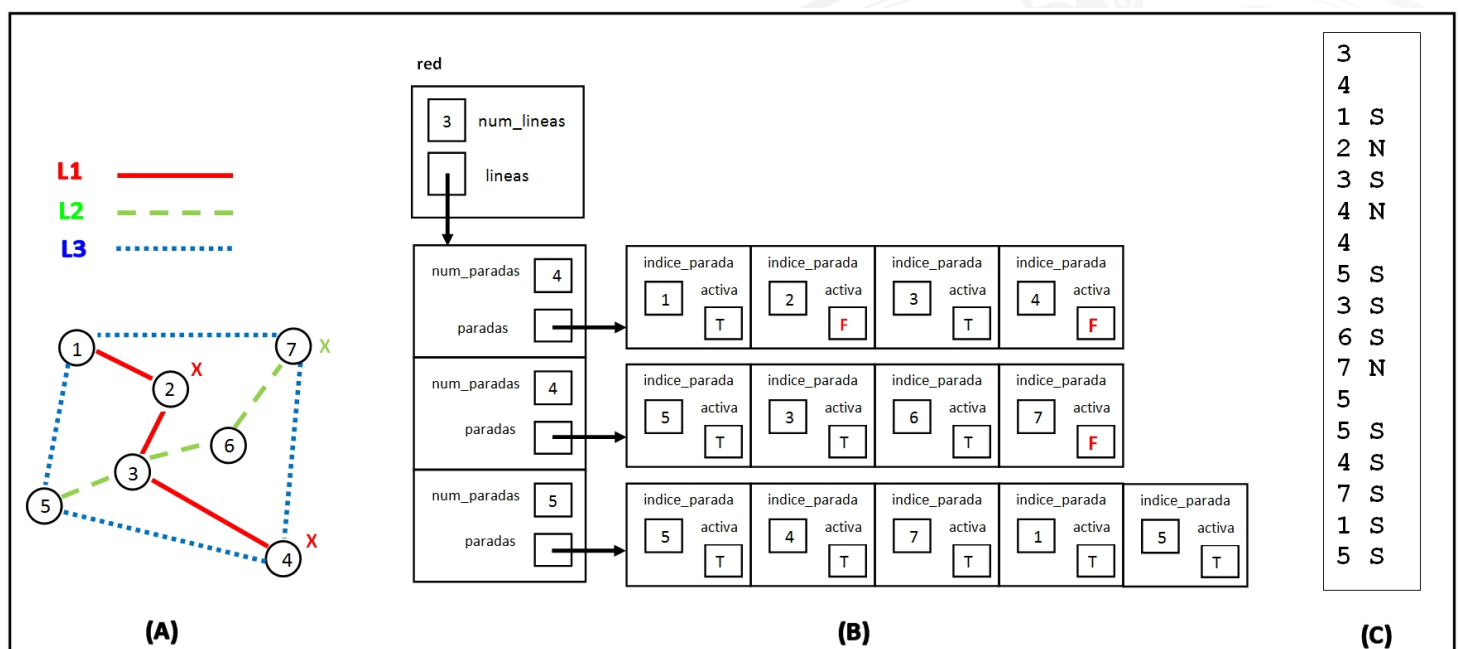 red
3 num_lineas
lineas
L1
L2
L3
1
2 X
3
4 X
5
6
7 X
(A)
num_paradas 4
paradas
indice_parada indice_parada indice_parada indice_parada
activa activa activa activa
1 2 3 4
T F T F
num_paradas 4
paradas
indice_parada indice_parada indice_parada indice_parada
activa activa activa activa
5 3 6 7
T T T F
num_paradas 5
paradas
indice_parada indice_parada indice_parada indice_parada indice_parada
activa activa activa activa activa
5 4 7 1 5
T T T T T
(B)
3
4
1 S
2 N
3 S
4 N
4
5 S
3 S
6 S
7 N
5
5 S
4 S
7 S
1 S
5 S
(C)